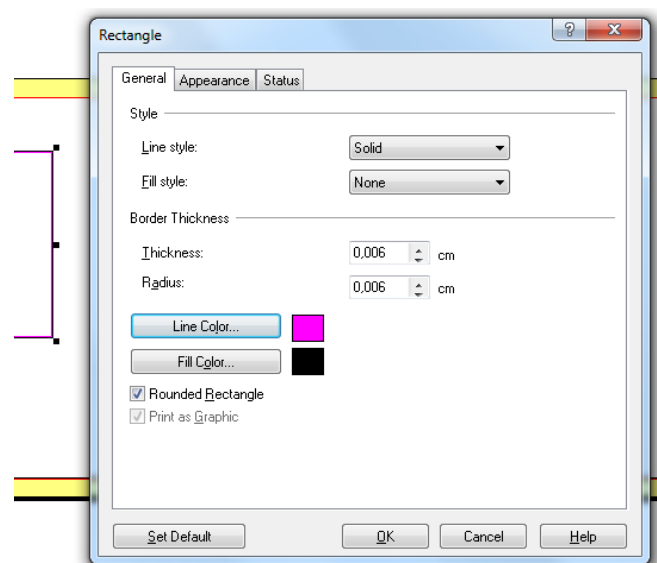 Rectangle
General Appearance Status
Style
Line style: Solid
Fill style: None
Border Thickness
Thickness: 0,006 cm
Radius: 0,006 cm
Line Color...
Fill Color...
Rounded Rectangle
Print as Graphic
Set Default OK Cancel Help